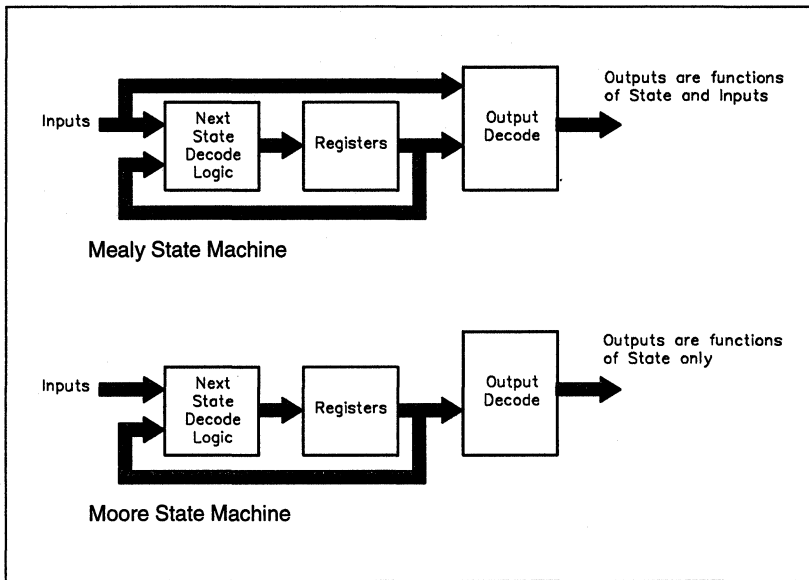 Inputs
Next
State
Decode
Logic
Registers
Output
Decode
Outputs are functions
of State and Inputs
Mealy State Machine
Inputs
Next
State
Decode
Logic
Registers
Output
Decode
Outputs are functions
of State only
Moore State Machine